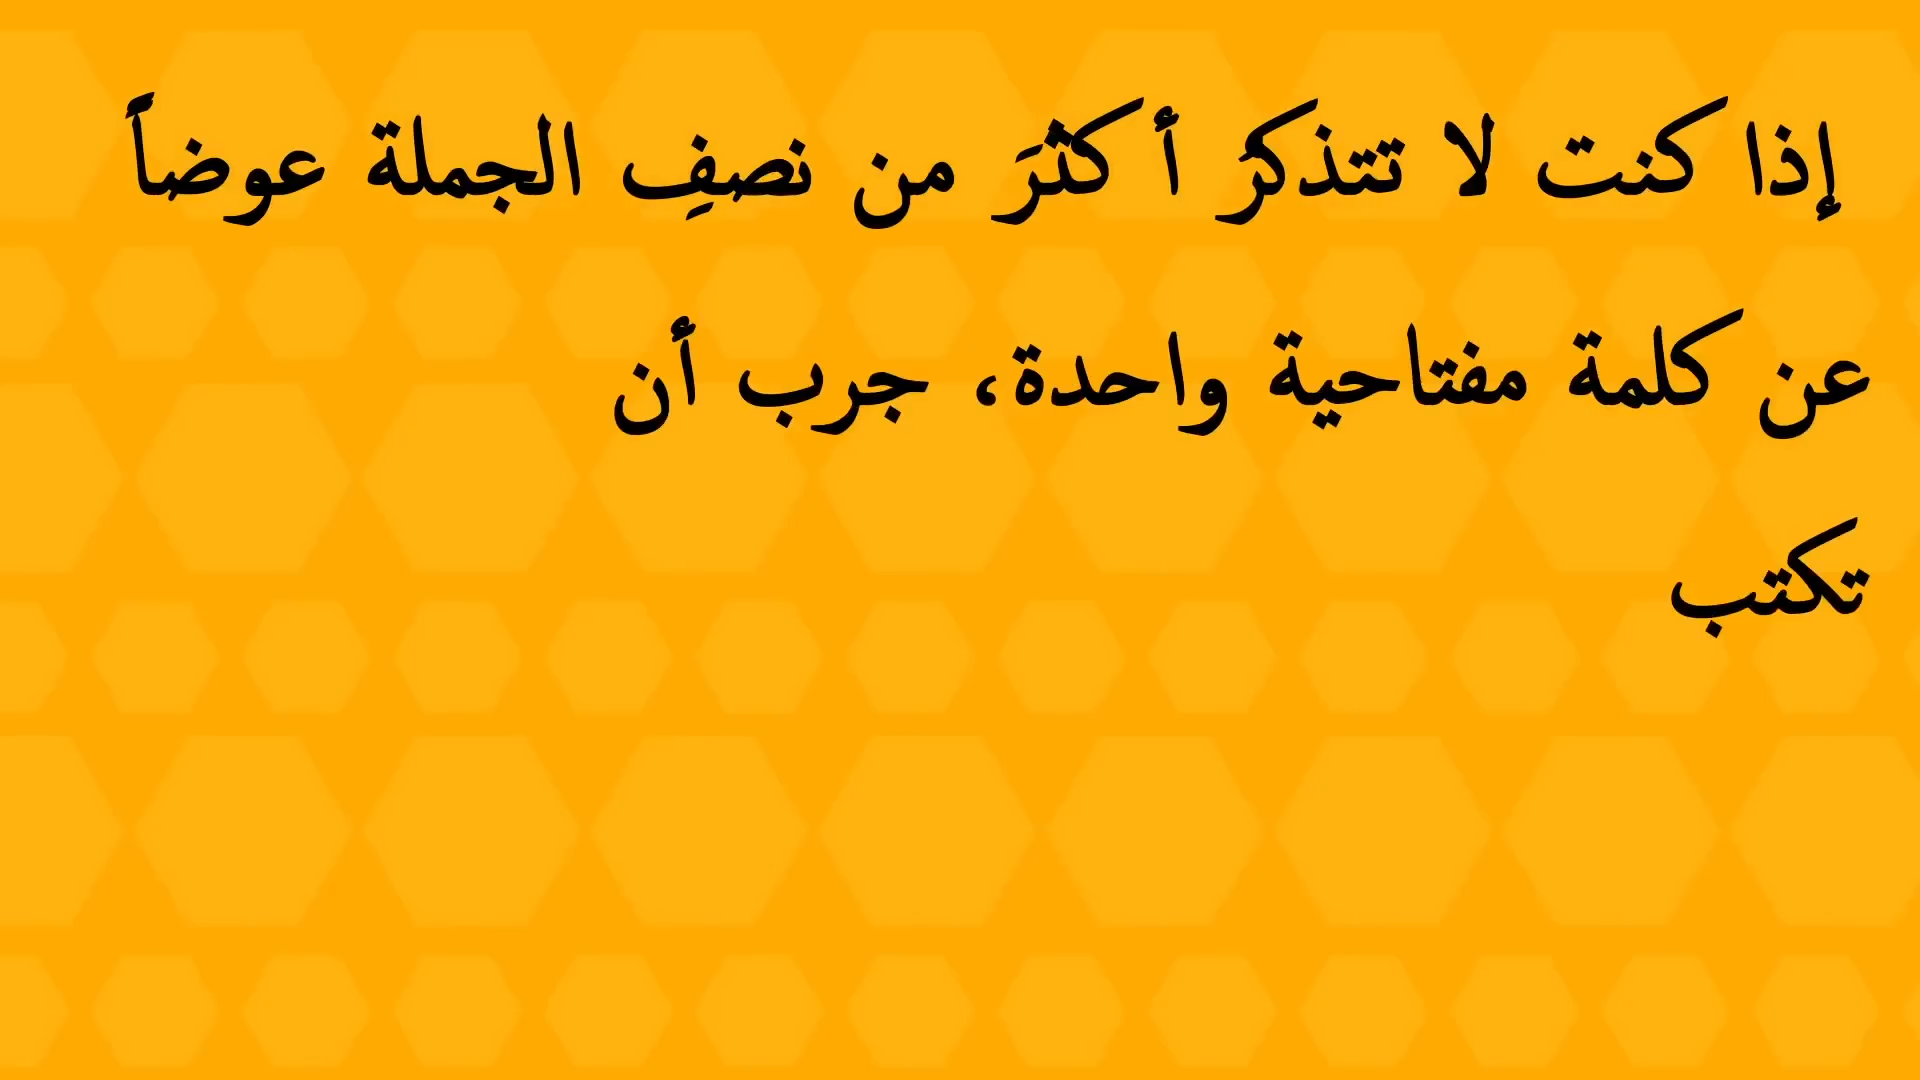 إذا كنت لا تتذكر أكثرَ من نصفِ الجملة عوضاً
عن كلمة مفتاحية واحدة، جرب أن
تكتب